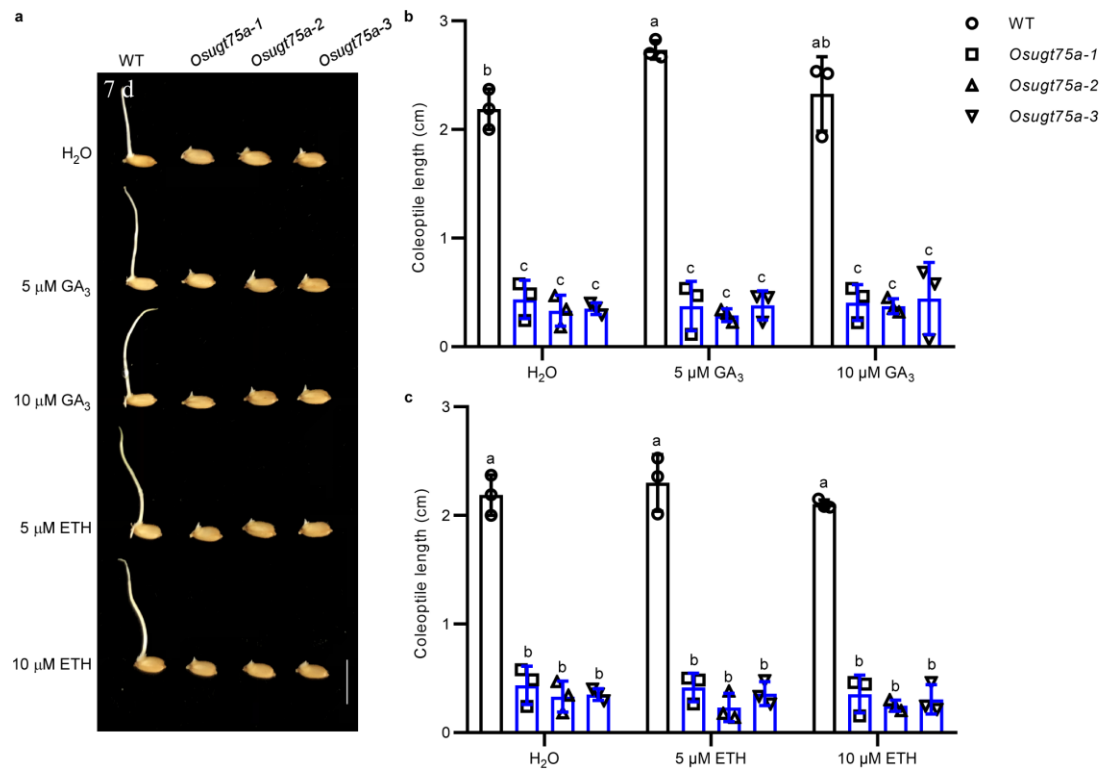 a
WT
Osugt75a-1
Osugt75a-2
Osugt75a-3
7 d
H₂O
5 μM GA₃
10 μM GA₃
5 μM ETH
10 μM ETH
b
Coleoptile length (cm)
3
2
1
0
b
c
c
c
a
c
c
c
ab
c
c
c
H₂O
5 μM GA₃
10 μM GA₃
WT
Osugt75a-1
Osugt75a-2
Osugt75a-3
c
Coleoptile length (cm)
3
2
1
0
a
b
b
b
a
b
b
b
a
b
b
b
H₂O
5 μM ETH
10 μM ETH